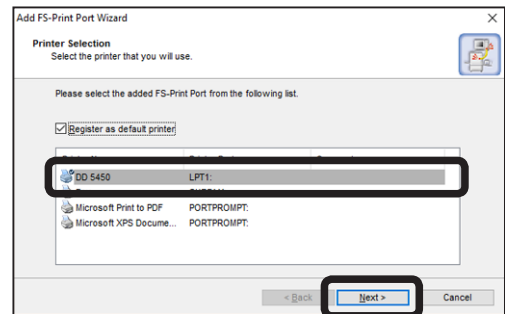 Add FS-Print Port Wizard
Printer Selection
Select the printer that you will use.
Please select the added FS-Print Port from the following list.
Register as default printer
DD 5450 LPT1:
Microsoft Print to PDF PORTPROMPT:
Microsoft XPS Docume... PORTPROMPT:
< Back Next > Cancel